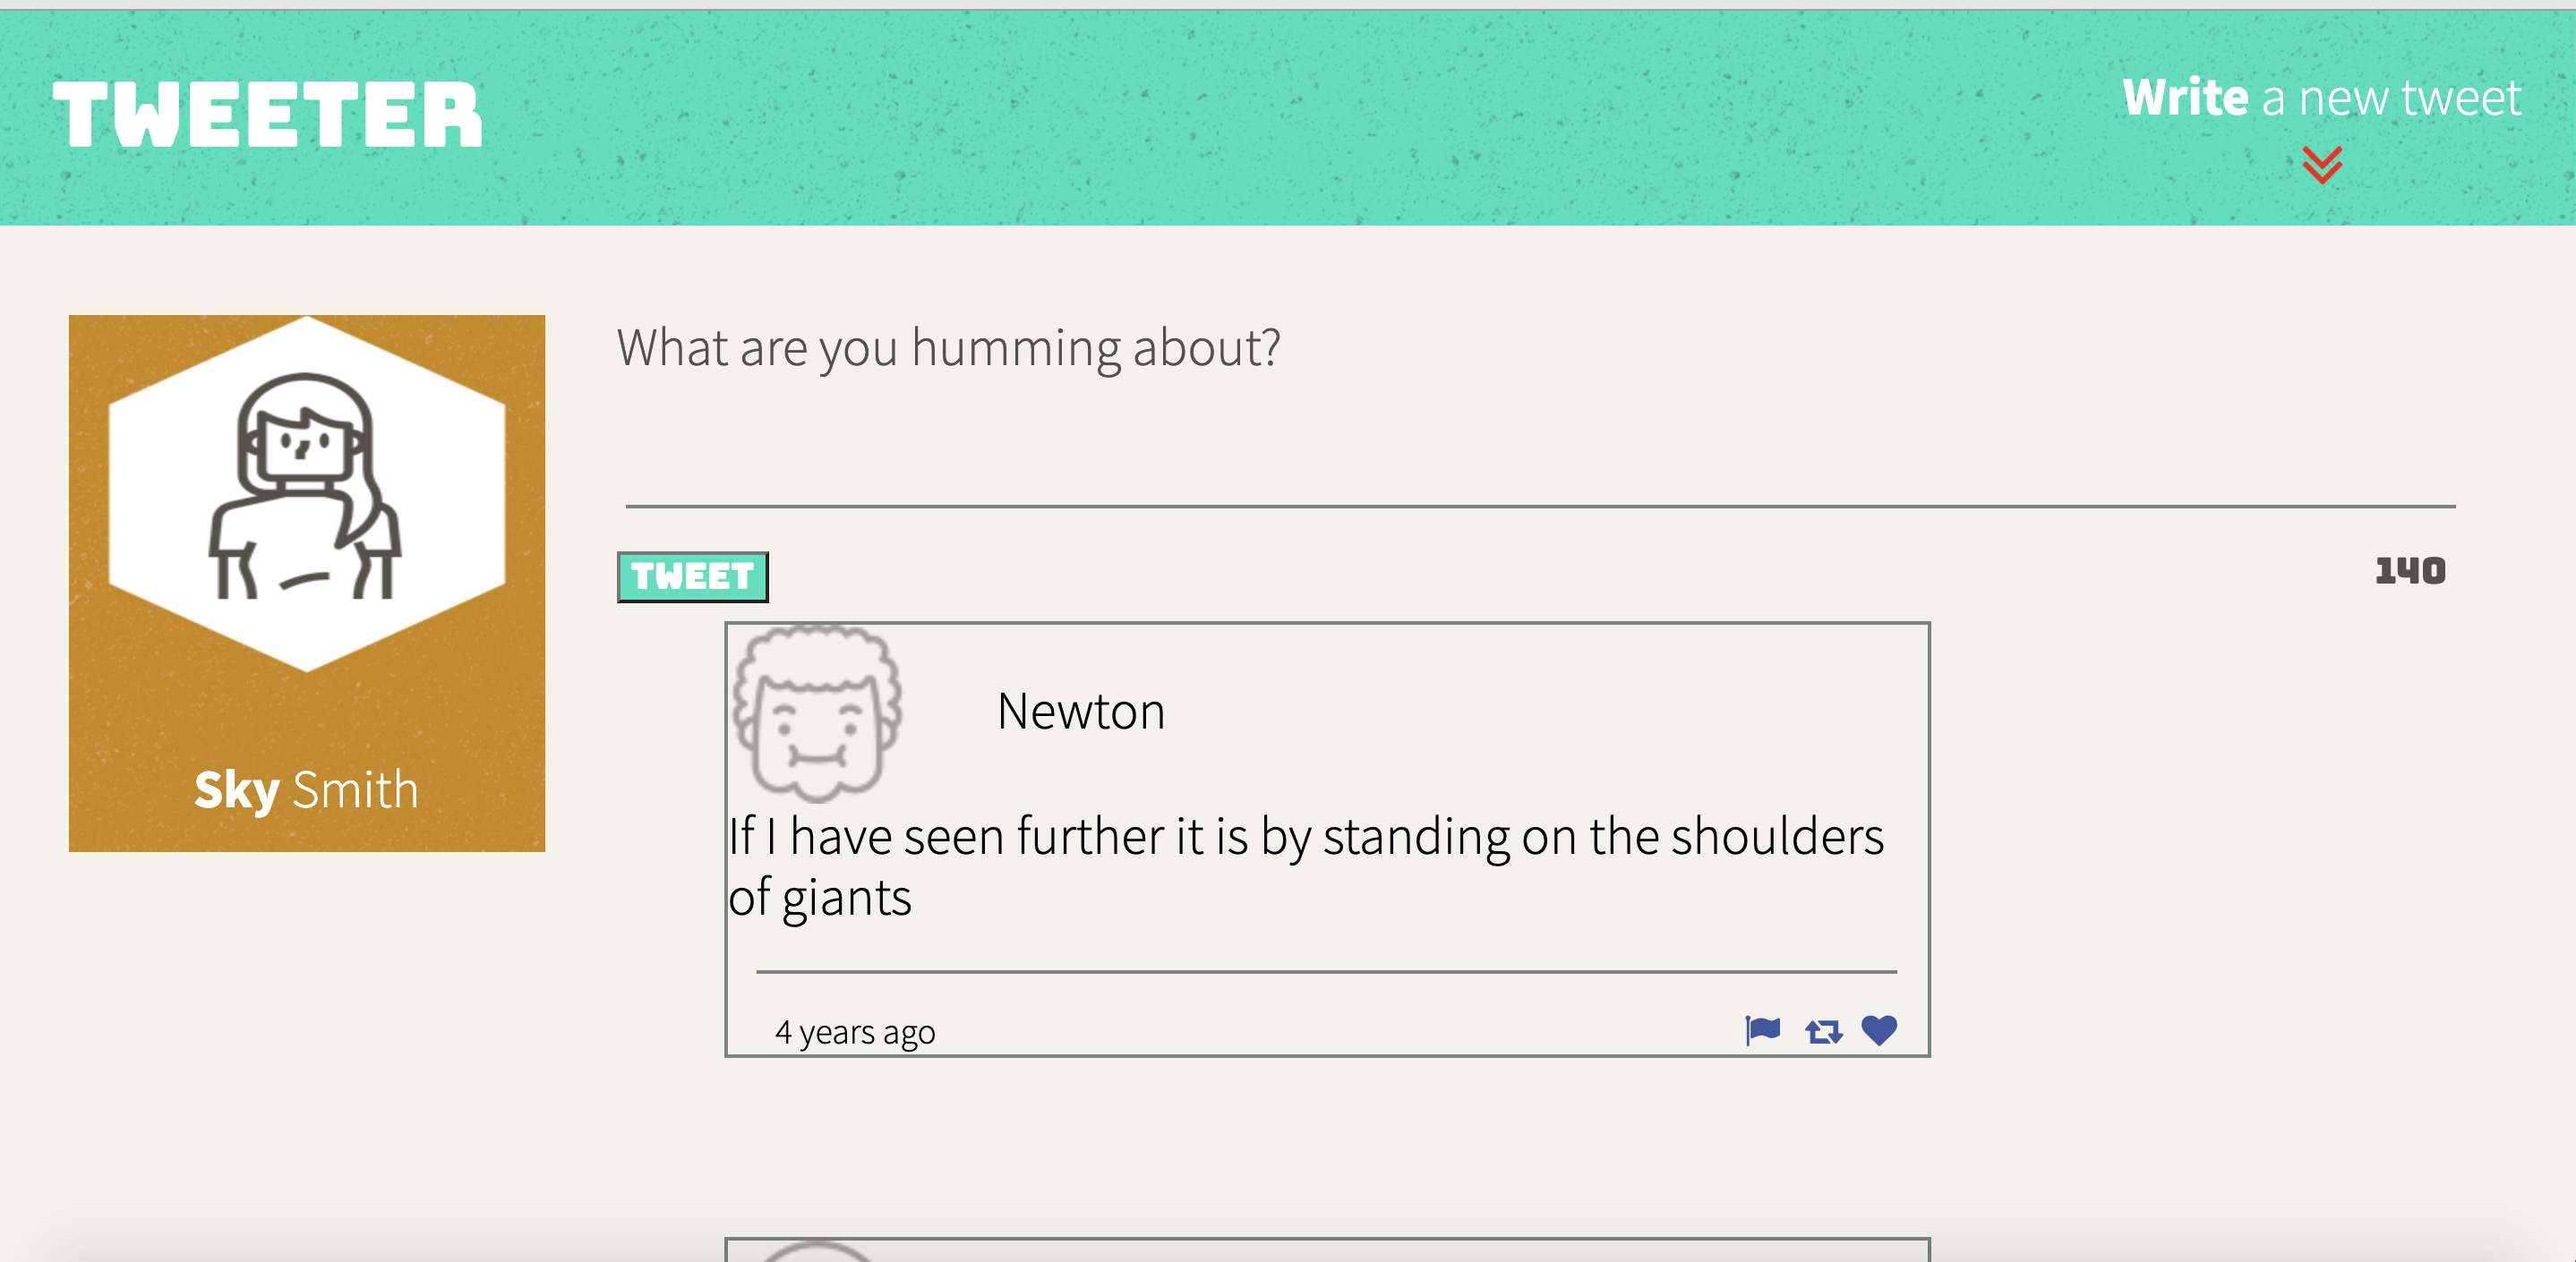 TWEETER
Write a new tweet
What are you humming about?
TWEET
140
Sky Smith
Newton
If I have seen further it is by standing on the shoulders
of giants
4 years ago